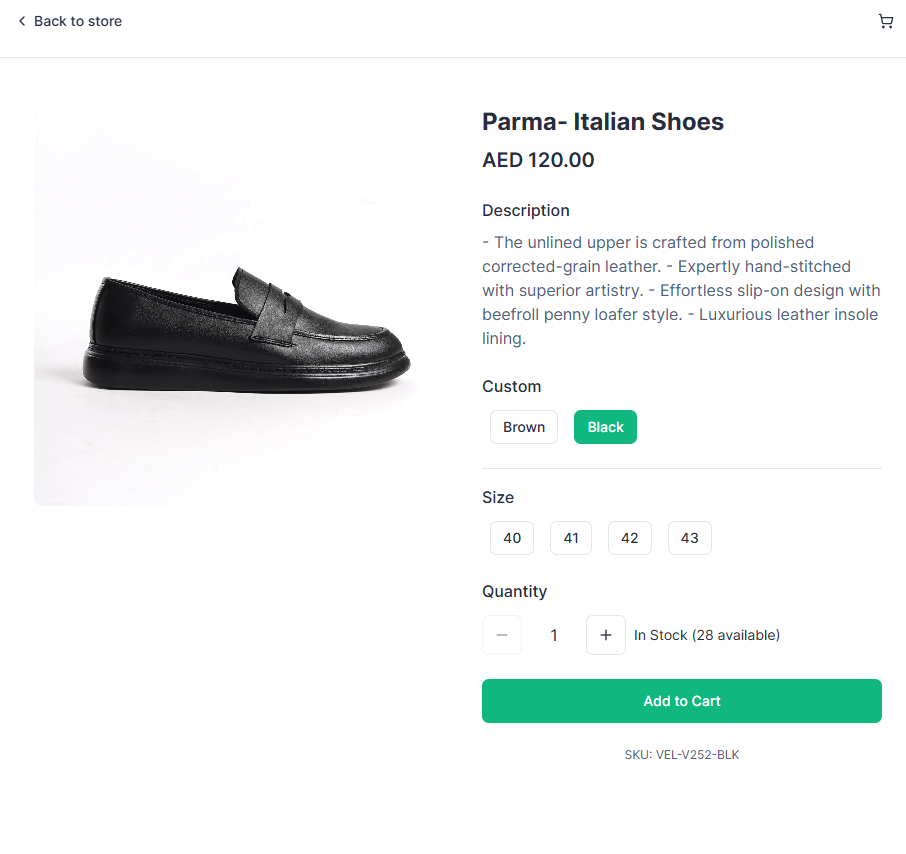 Back to store
Parma- Italian Shoes
AED 120.00
Description
- The unlined upper is crafted from polished
corrected-grain leather. - Expertly hand-stitched
with superior artistry. - Effortless slip-on design with
beefroll penny loafer style. - Luxurious leather insole
lining.
Custom
Brown Black
Size
40 41 42 43
Quantity
− 1 + In Stock (28 available)
Add to Cart
SKU: VEL-V252-BLK